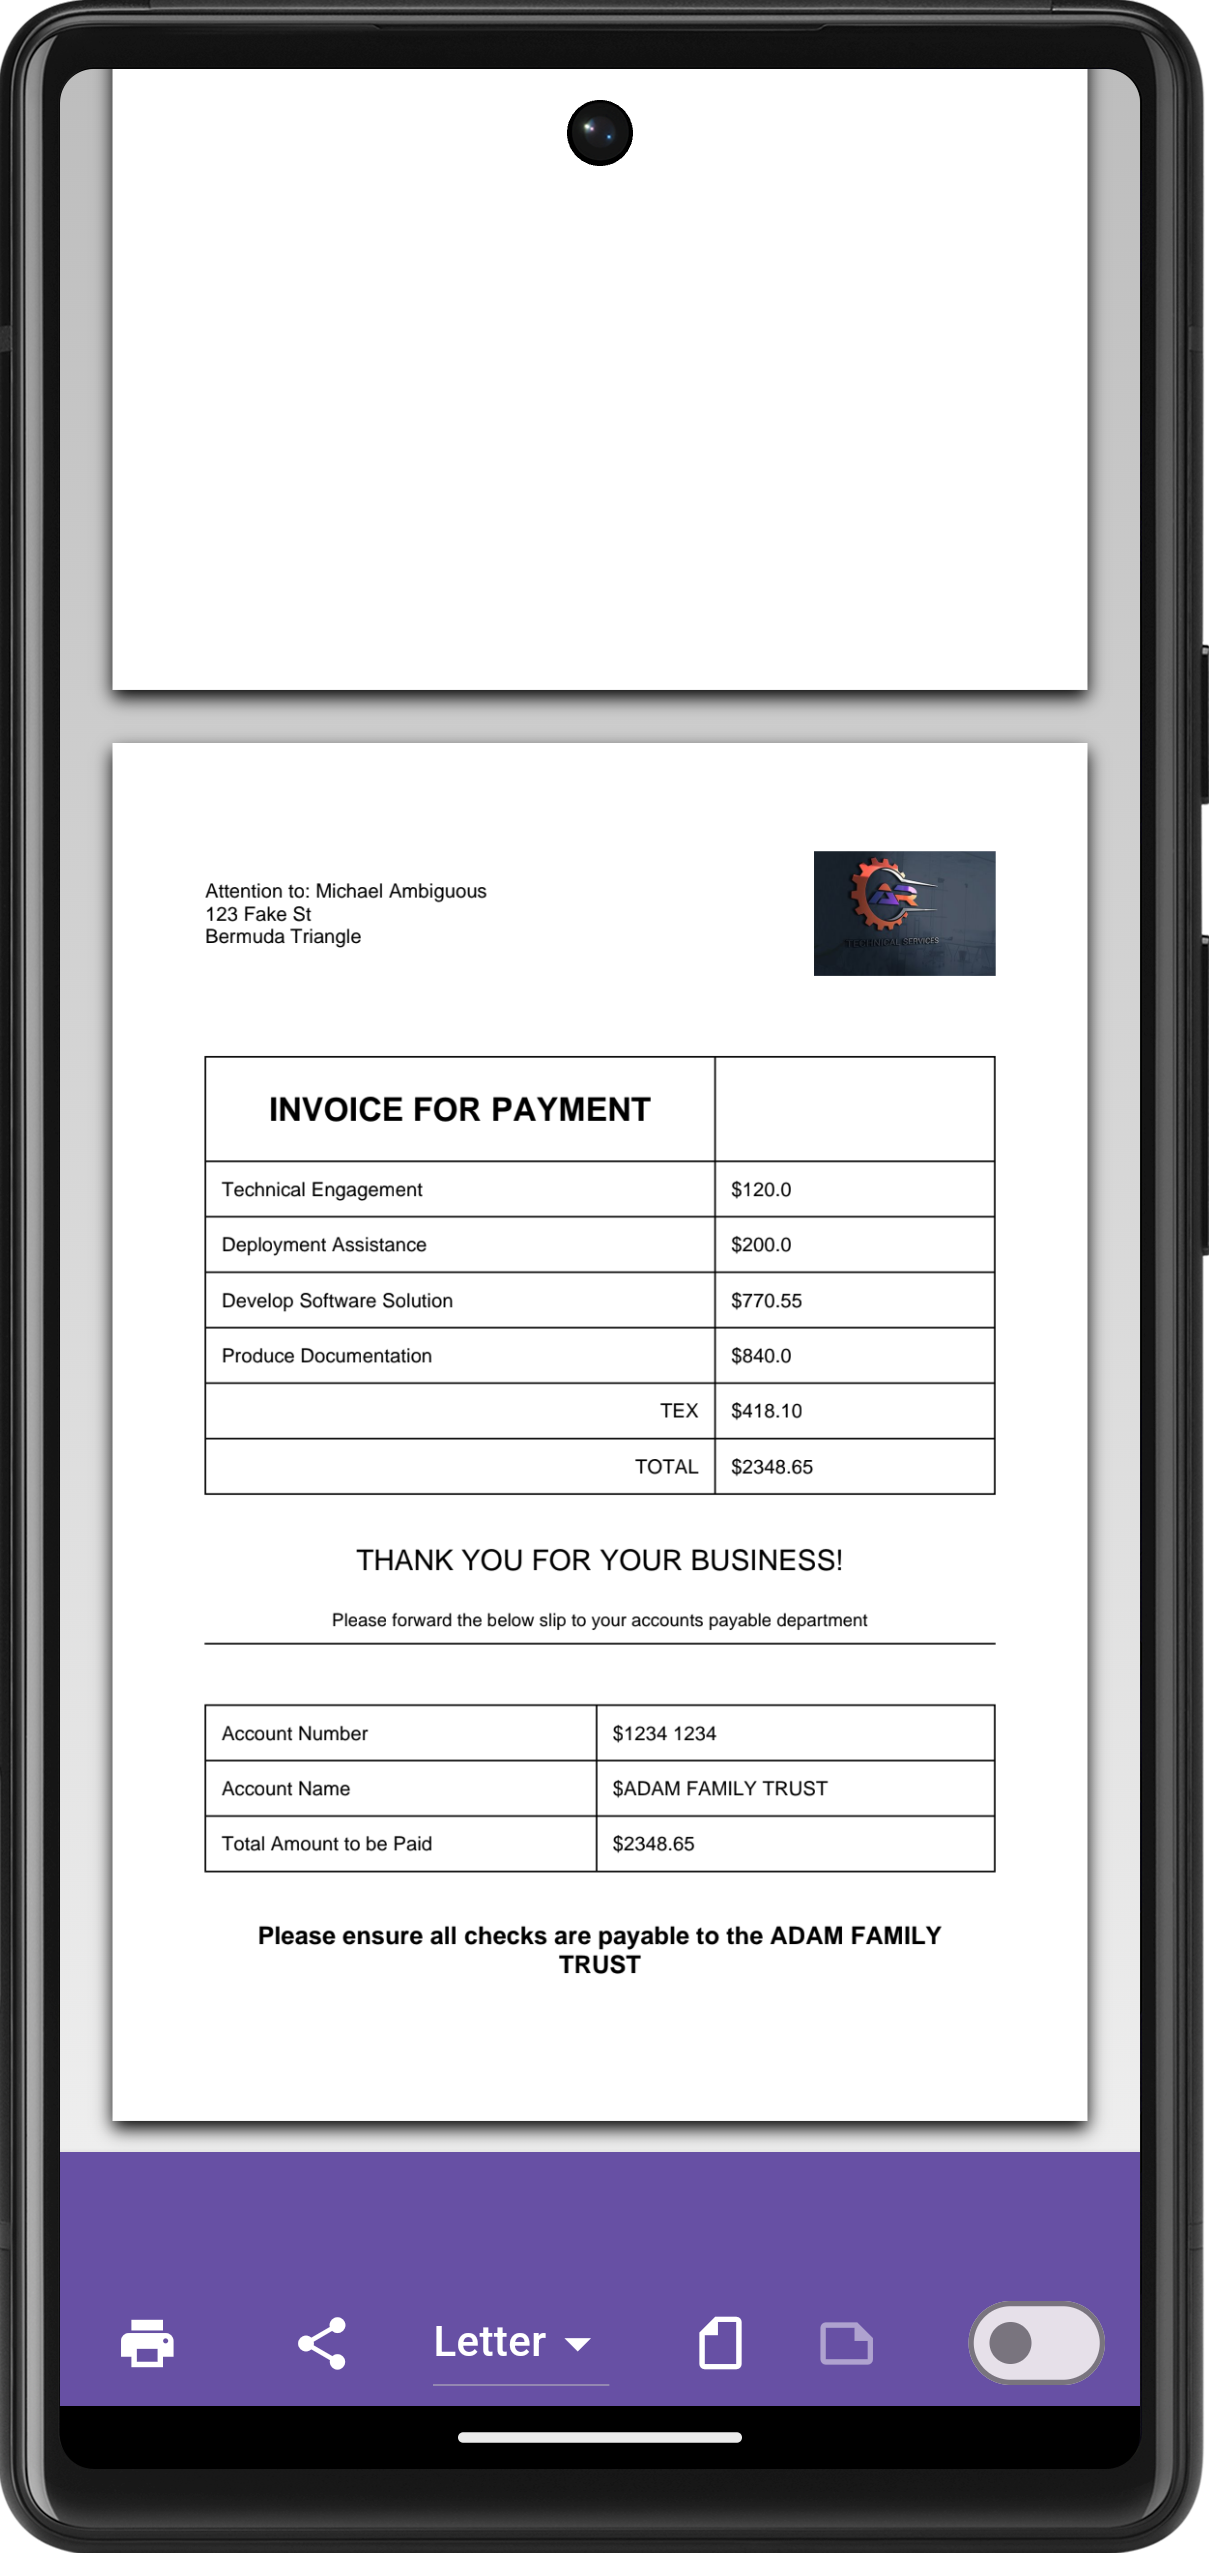 Attention to: Michael Ambiguous
123 Fake St
Bermuda Triangle
AR
TECHNICAL SERVICES
INVOICE FOR PAYMENT
Technical Engagement $120.0
Deployment Assistance $200.0
Develop Software Solution $770.55
Produce Documentation $840.0
TEX $418.10
TOTAL $2348.65
THANK YOU FOR YOUR BUSINESS!
Please forward the below slip to your accounts payable department
Account Number $1234 1234
Account Name $ADAM FAMILY TRUST
Total Amount to be Paid $2348.65
Please ensure all checks are payable to the ADAM FAMILY
TRUST
Letter